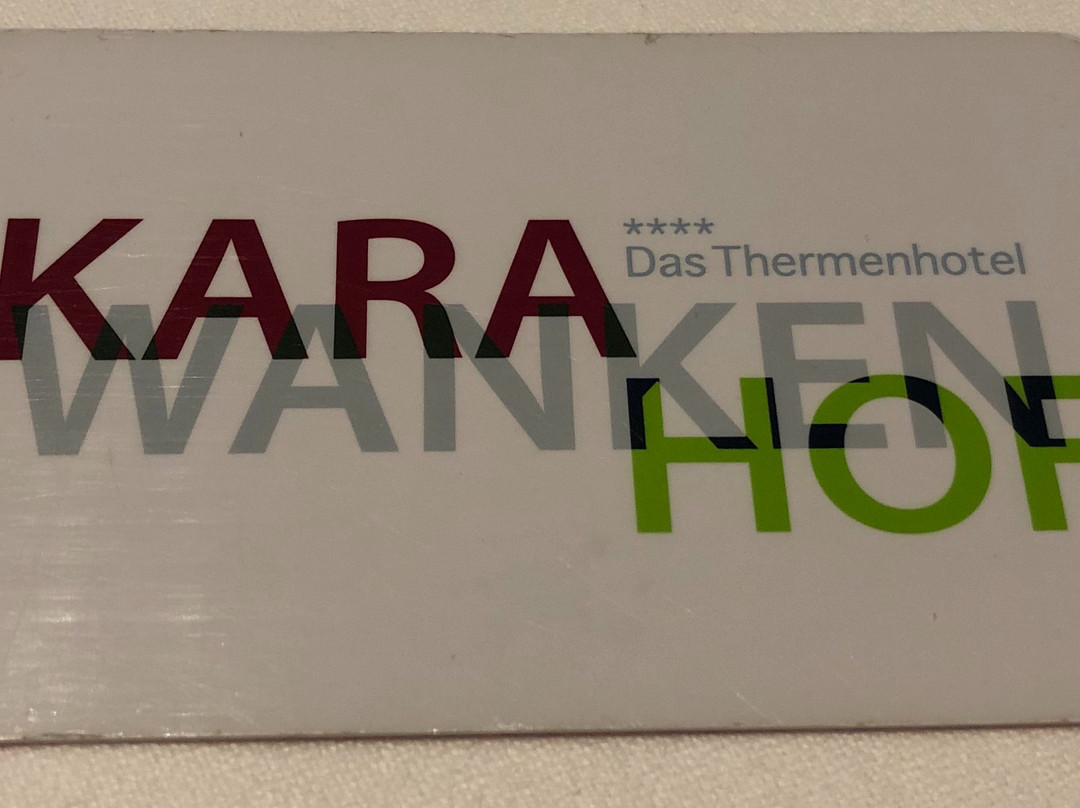 KARA
****
Das Thermenhotel
WANKEN
HOF